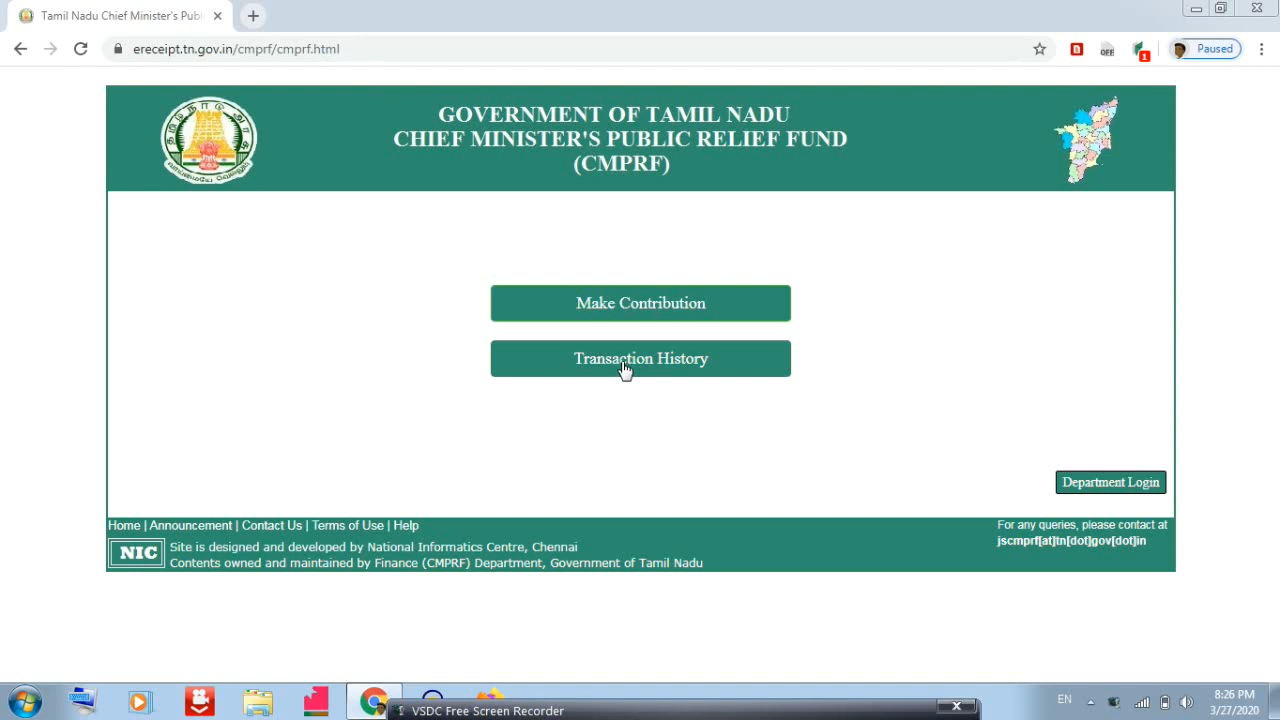 Tamil Nadu Chief Minister's Publ
ereceipt.tn.gov.in/cmprf/cmprf.html
OFF
1
Paused
GOVERNMENT OF TAMIL NADU
CHIEF MINISTER'S PUBLIC RELIEF FUND
(CMPRF)
Make Contribution
Transaction History
Department Login
Home | Announcement | Contact Us | Terms of Use | Help
For any queries, please contact at
jscmprf[at]tn[dot]gov[dot]in
NIC
Site is designed and developed by National Informatics Centre, Chennai
Contents owned and maintained by Finance (CMPRF) Department, Government of Tamil Nadu
VSDC Free Screen Recorder
EN
8:26 PM
3/27/2020